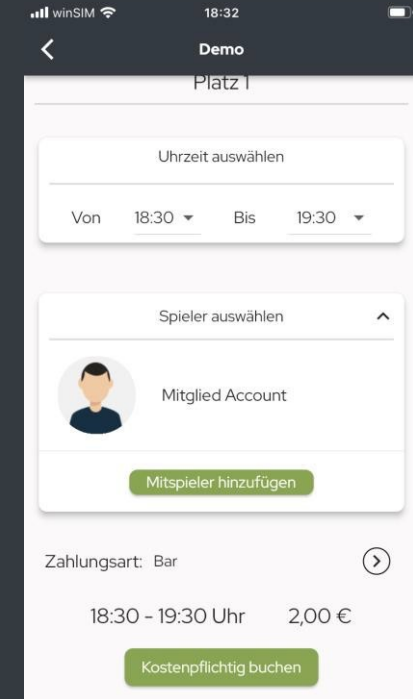 winSIM 18:32
Demo
Platz 1
Uhrzeit auswählen
Von 18:30 Bis 19:30
Spieler auswählen
Mitglied Account
Mitspieler hinzufügen
Zahlungsart: Bar
18:30 - 19:30 Uhr 2,00 €
Kostenpflichtig buchen